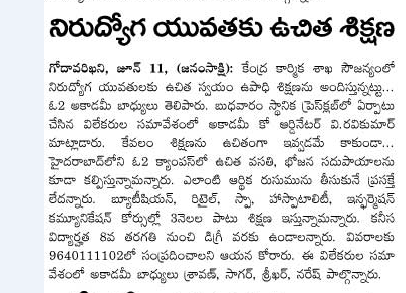 నిరుద్యోగ యువతకు ఉచిత శిక్షణ
గోదావరిఖని, జూన్ 11, (జనంసాక్షి): కేంద్ర కార్మిక శాఖ సౌజన్యంలో
నిరుద్యోగ యువతులకు ఉచిత స్వయం ఉపాధి శిక్షణను అందిస్తున్నట్టు...
ఓ2 అకాడమీ బాధ్యులు తెలిపారు. బుధవారం స్థానిక ప్రెస్‌క్లబ్‌లో ఏర్పాటు
చేసిన విలేకరుల సమావేశంలో అకాడమీ కో ఆర్డినేటర్ వి.రవికుమార్
మాట్లాడారు. కేవలం శిక్షణను ఉచితంగా ఇవ్వడమే కాకుండా...
హైదరాబాద్‌లోని ఓ2 క్యాంపస్‌లో ఉచిత వసతి, భోజన సదుపాయాలను
కూడా కల్పిస్తున్నామన్నారు. ఎలాంటి ఆర్థిక రుసుమును తీసుకునే ప్రసక్తే
లేదన్నారు. బ్యూటీషియన్, రిటైల్, స్పా, హాస్పిటాలిటీ, ఇన్ఫర్మేషన్
కమ్యూనికేషన్ కోర్సుల్లో 3నెలల పాటు శిక్షణ ఇస్తున్నామన్నారు. కనీస
విద్యార్హత 8వ తరగతి నుంచి డిగ్రీ వరకు ఉండాలన్నారు. వివరాలకు
9640111102లో సంప్రదించాలని ఆయన కోరారు. ఈ విలేకరుల సమా
వేశంలో అకాడమీ బాధ్యులు శ్రావణ్, సాగర్, శ్రీఖర్, నరేష్ పాల్గొన్నారు.